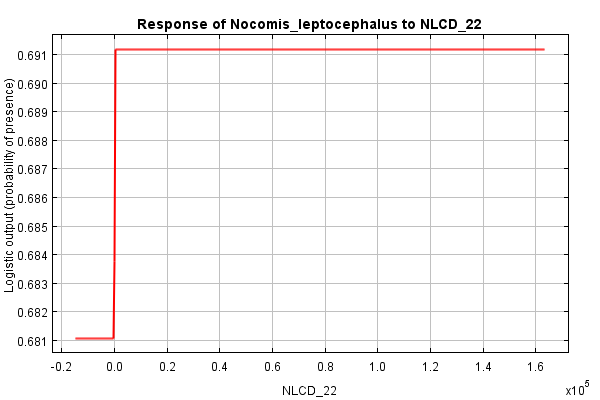 Response of Nocomis_leptocephalus to NLCD_22
Logistic output (probability of presence)
0.691
0.690
0.689
0.688
0.687
0.686
0.685
0.684
0.683
0.682
0.681
-0.2 0.0 0.2 0.4 0.6 0.8 1.0 1.2 1.4 1.6
NLCD_22
x10⁵